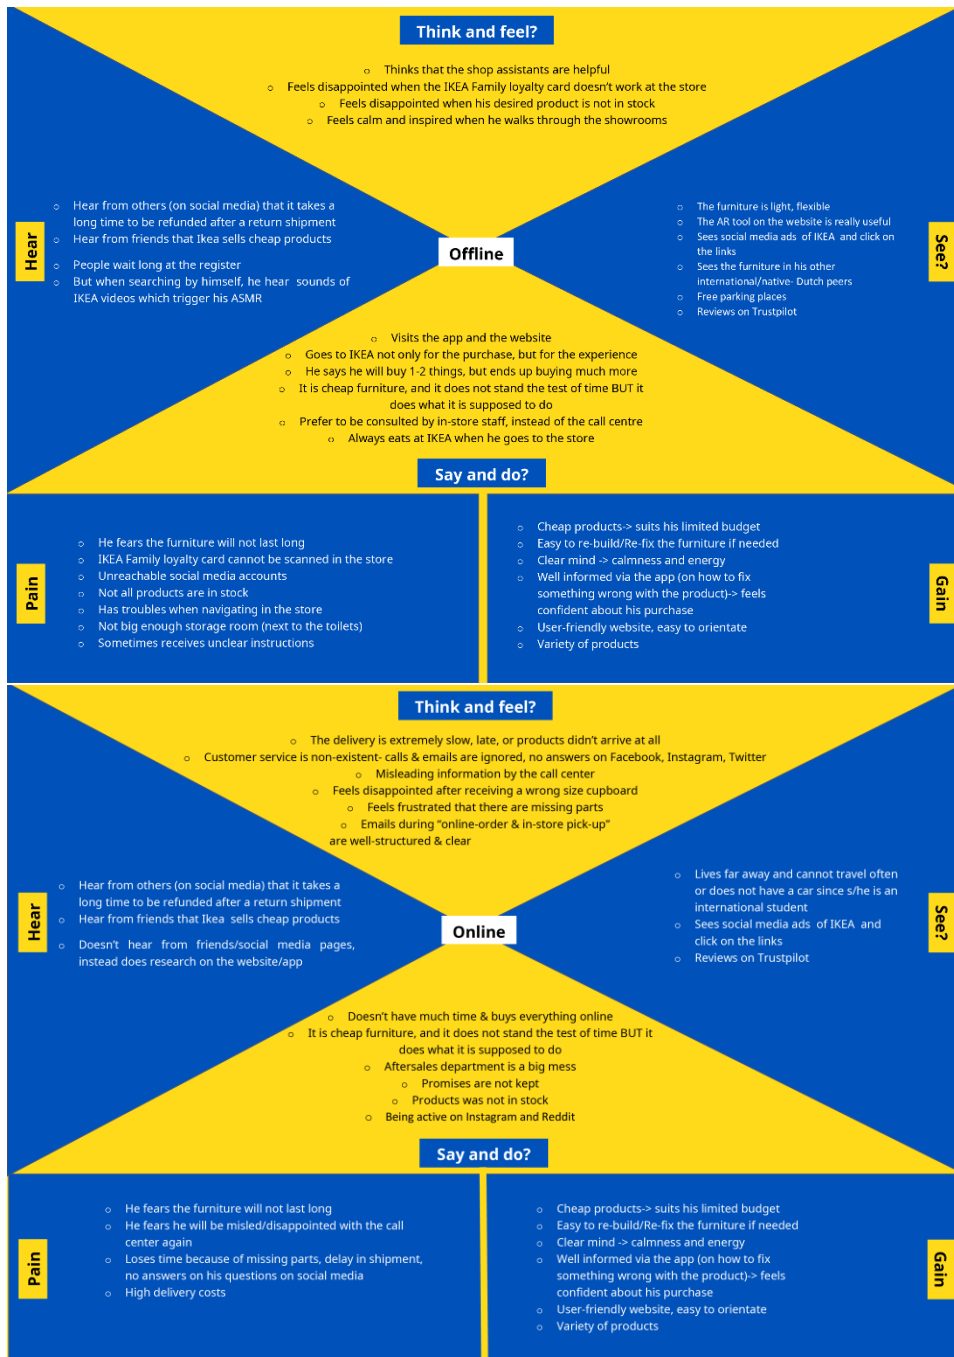 Think and feel?
o Thinks that the shop assistants are helpful
o Feels disappointed when the IKEA Family loyalty card doesn't work at the store
o Feels disappointed when his desired product is not in stock
o Feels calm and inspired when he walks through the showrooms
Hear
o Hear from others (on social media) that it takes a
long time to be refunded after a return shipment
o Hear from friends that Ikea sells cheap products
o People wait long at the register
o But when searching by himself, he hear sounds of
IKEA videos which trigger his ASMR
Offline
See?
o The furniture is light, flexible
o The AR tool on the website is really useful
o Sees social media ads of IKEA and click on
the links
o Sees the furniture in his other
international/native- Dutch peers
o Free parking places
o Reviews on Trustpilot
o Visits the app and the website
o Goes to IKEA not only for the purchase, but for the experience
o He says he will buy 1-2 things, but ends up buying much more
o It is cheap furniture, and it does not stand the test of time BUT it
does what it is supposed to do
o Prefer to be consulted by in-store staff, instead of the call centre
o Always eats at IKEA when he goes to the store
Say and do?
Pain
o He fears the furniture will not last long
o IKEA Family loyalty card cannot be scanned in the store
o Unreachable social media accounts
o Not all products are in stock
o Has troubles when navigating in the store
o Not big enough storage room (next to the toilets)
o Sometimes receives unclear instructions
Gain
o Cheap products-> suits his limited budget
o Easy to re-build/Re-fix the furniture if needed
o Clear mind -> calmness and energy
o Well informed via the app (on how to fix
something wrong with the product)-> feels
confident about his purchase
o User-friendly website, easy to orientate
o Variety of products
Think and feel?
o The delivery is extremely slow, late, or products didn't arrive at all
o Customer service is non-existent- calls & emails are ignored, no answers on Facebook, Instagram, Twitter
o Misleading information by the call center
o Feels disappointed after receiving a wrong size cupboard
o Feels frustrated that there are missing parts
o Emails during "online-order & in-store pick-up"
are well-structured & clear
Hear
o Hear from others (on social media) that it takes a
long time to be refunded after a return shipment
o Hear from friends that Ikea sells cheap products
o Doesn't hear from friends/social media pages,
instead does research on the website/app
Online
See?
o Lives far away and cannot travel often
or does not have a car since s/he is an
international student
o Sees social media ads of IKEA and
click on the links
o Reviews on Trustpilot
o Doesn't have much time & buys everything online
o It is cheap furniture, and it does not stand the test of time BUT it
does what it is supposed to do
o Aftersales department is a big mess
o Promises are not kept
o Products was not in stock
o Being active on Instagram and Reddit
Say and do?
Pain
o He fears the furniture will not last long
o He fears he will be misled/disappointed with the call
center again
o Loses time because of missing parts, delay in shipment,
no answers on his questions on social media
o High delivery costs
Gain
o Cheap products-> suits his limited budget
o Easy to re-build/Re-fix the furniture if needed
o Clear mind -> calmness and energy
o Well informed via the app (on how to fix
something wrong with the product)-> feels
confident about his purchase
o User-friendly website, easy to orientate
o Variety of products